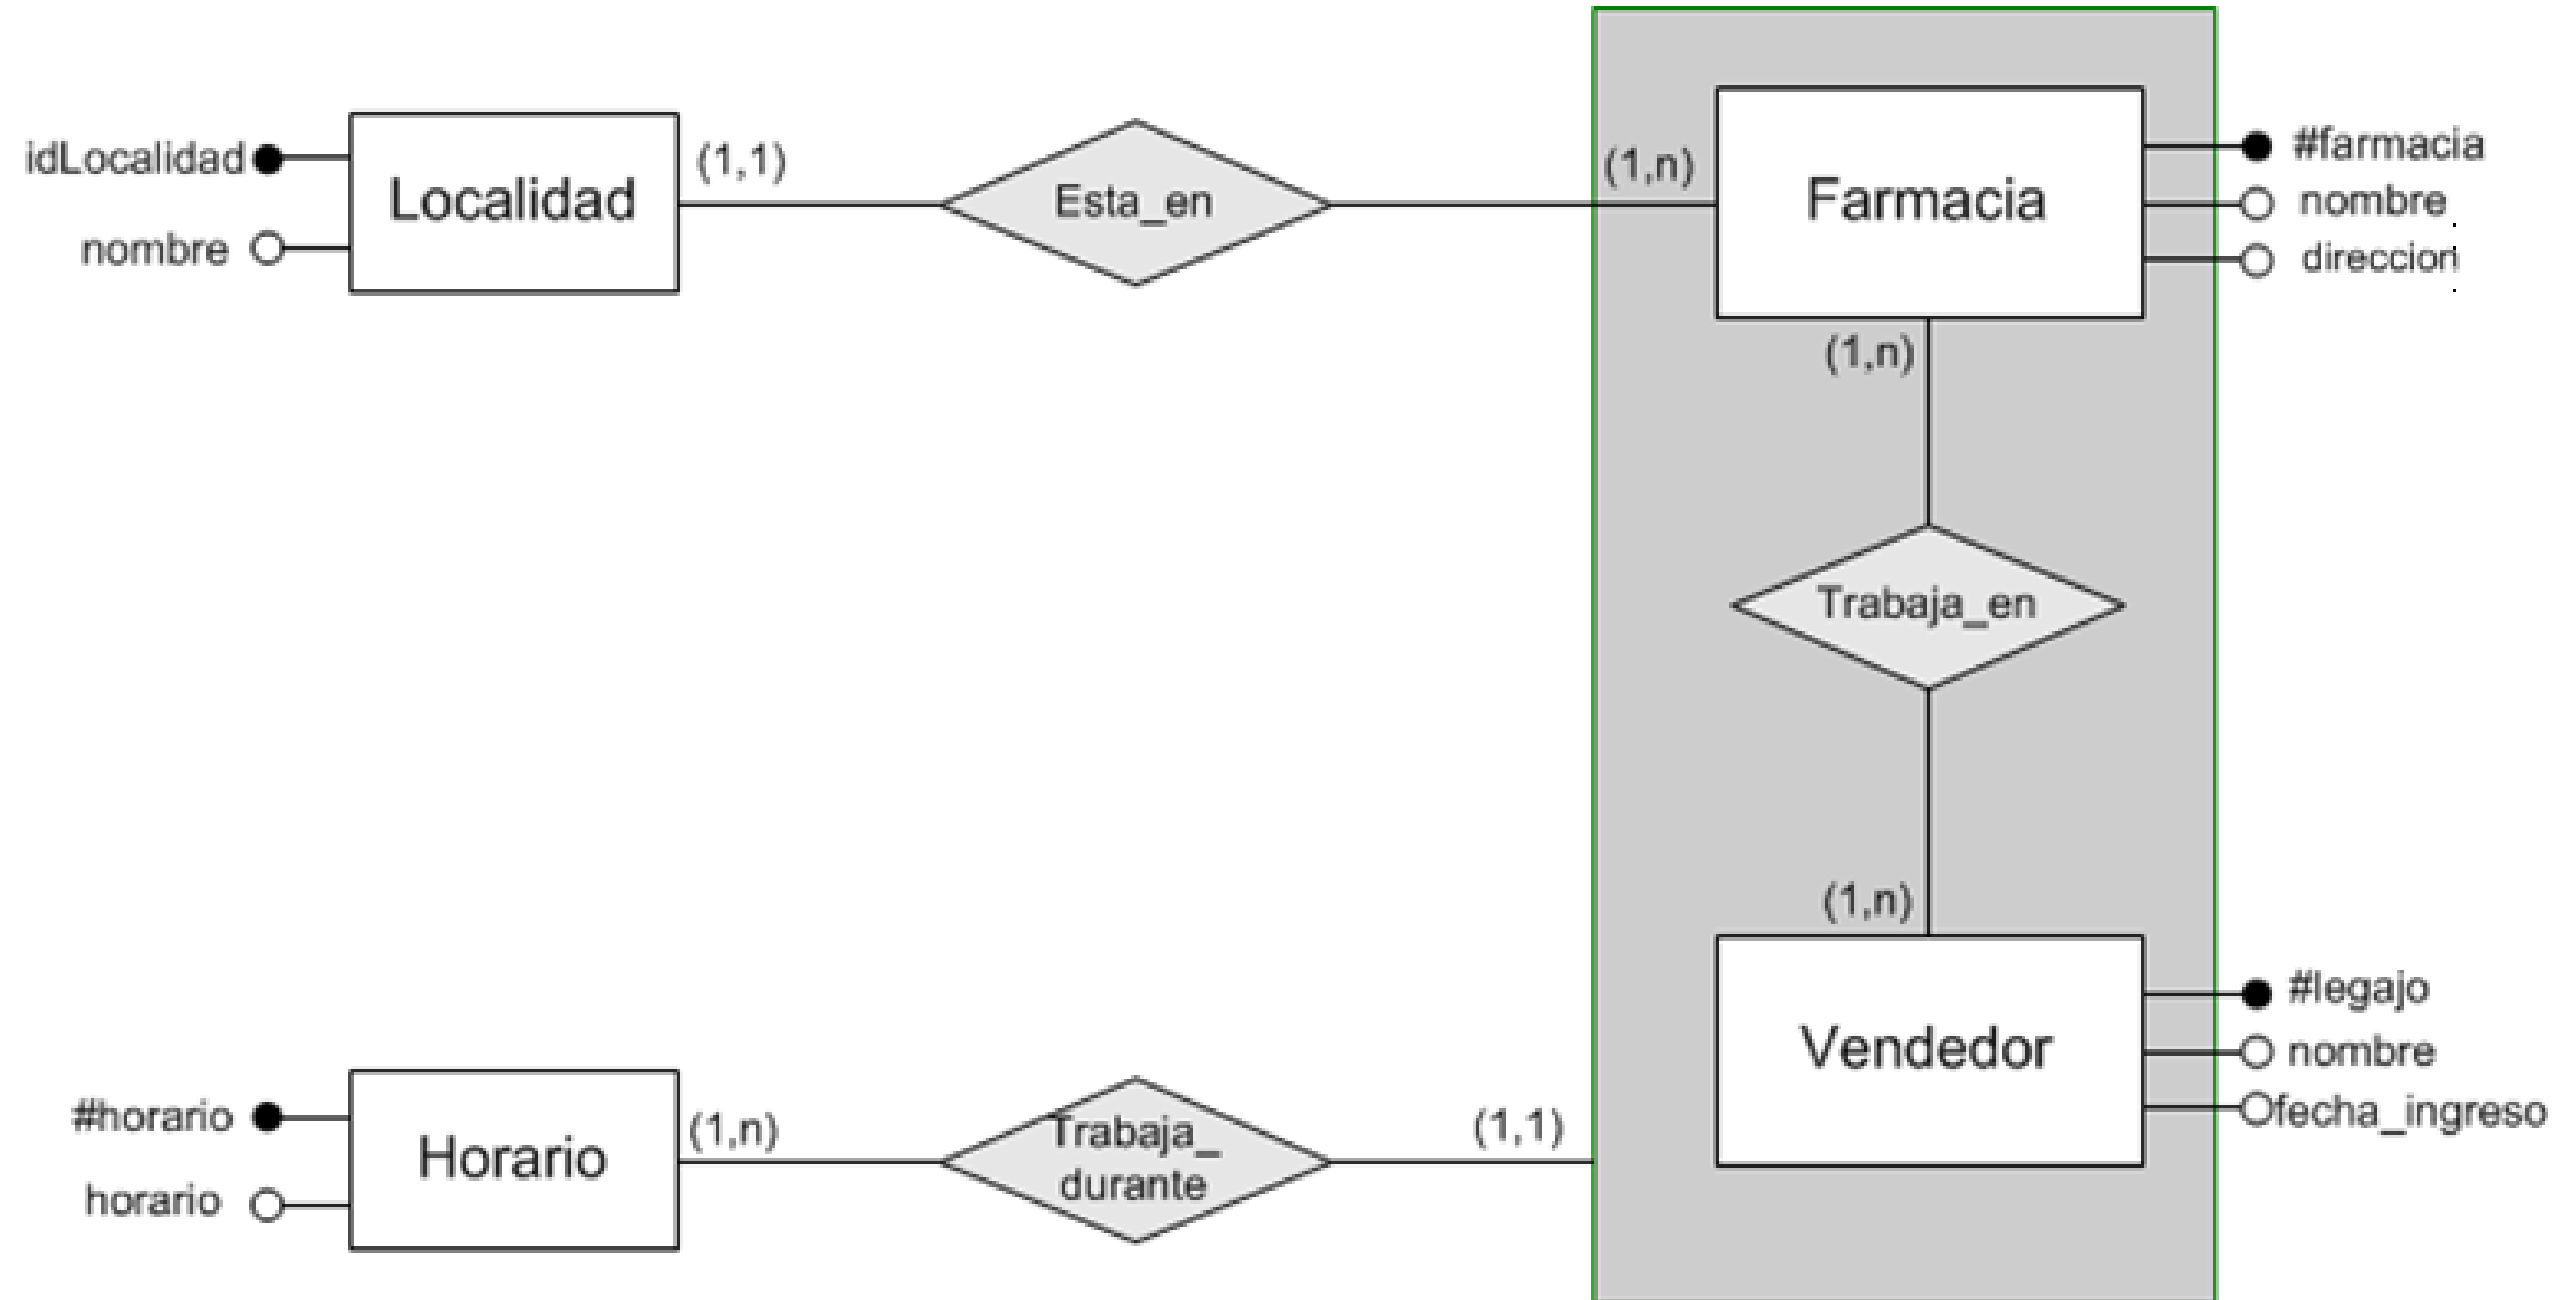 idLocalidad
nombre
Localidad
(1,1)
Esta_en
(1,n)
Farmacia
#farmacia
nombre
direccion
(1,n)
Trabaja_en
(1,n)
Vendedor
#legajo
nombre
fecha_ingreso
#horario
horario
Horario
(1,n)
Trabaja_
durante
(1,1)